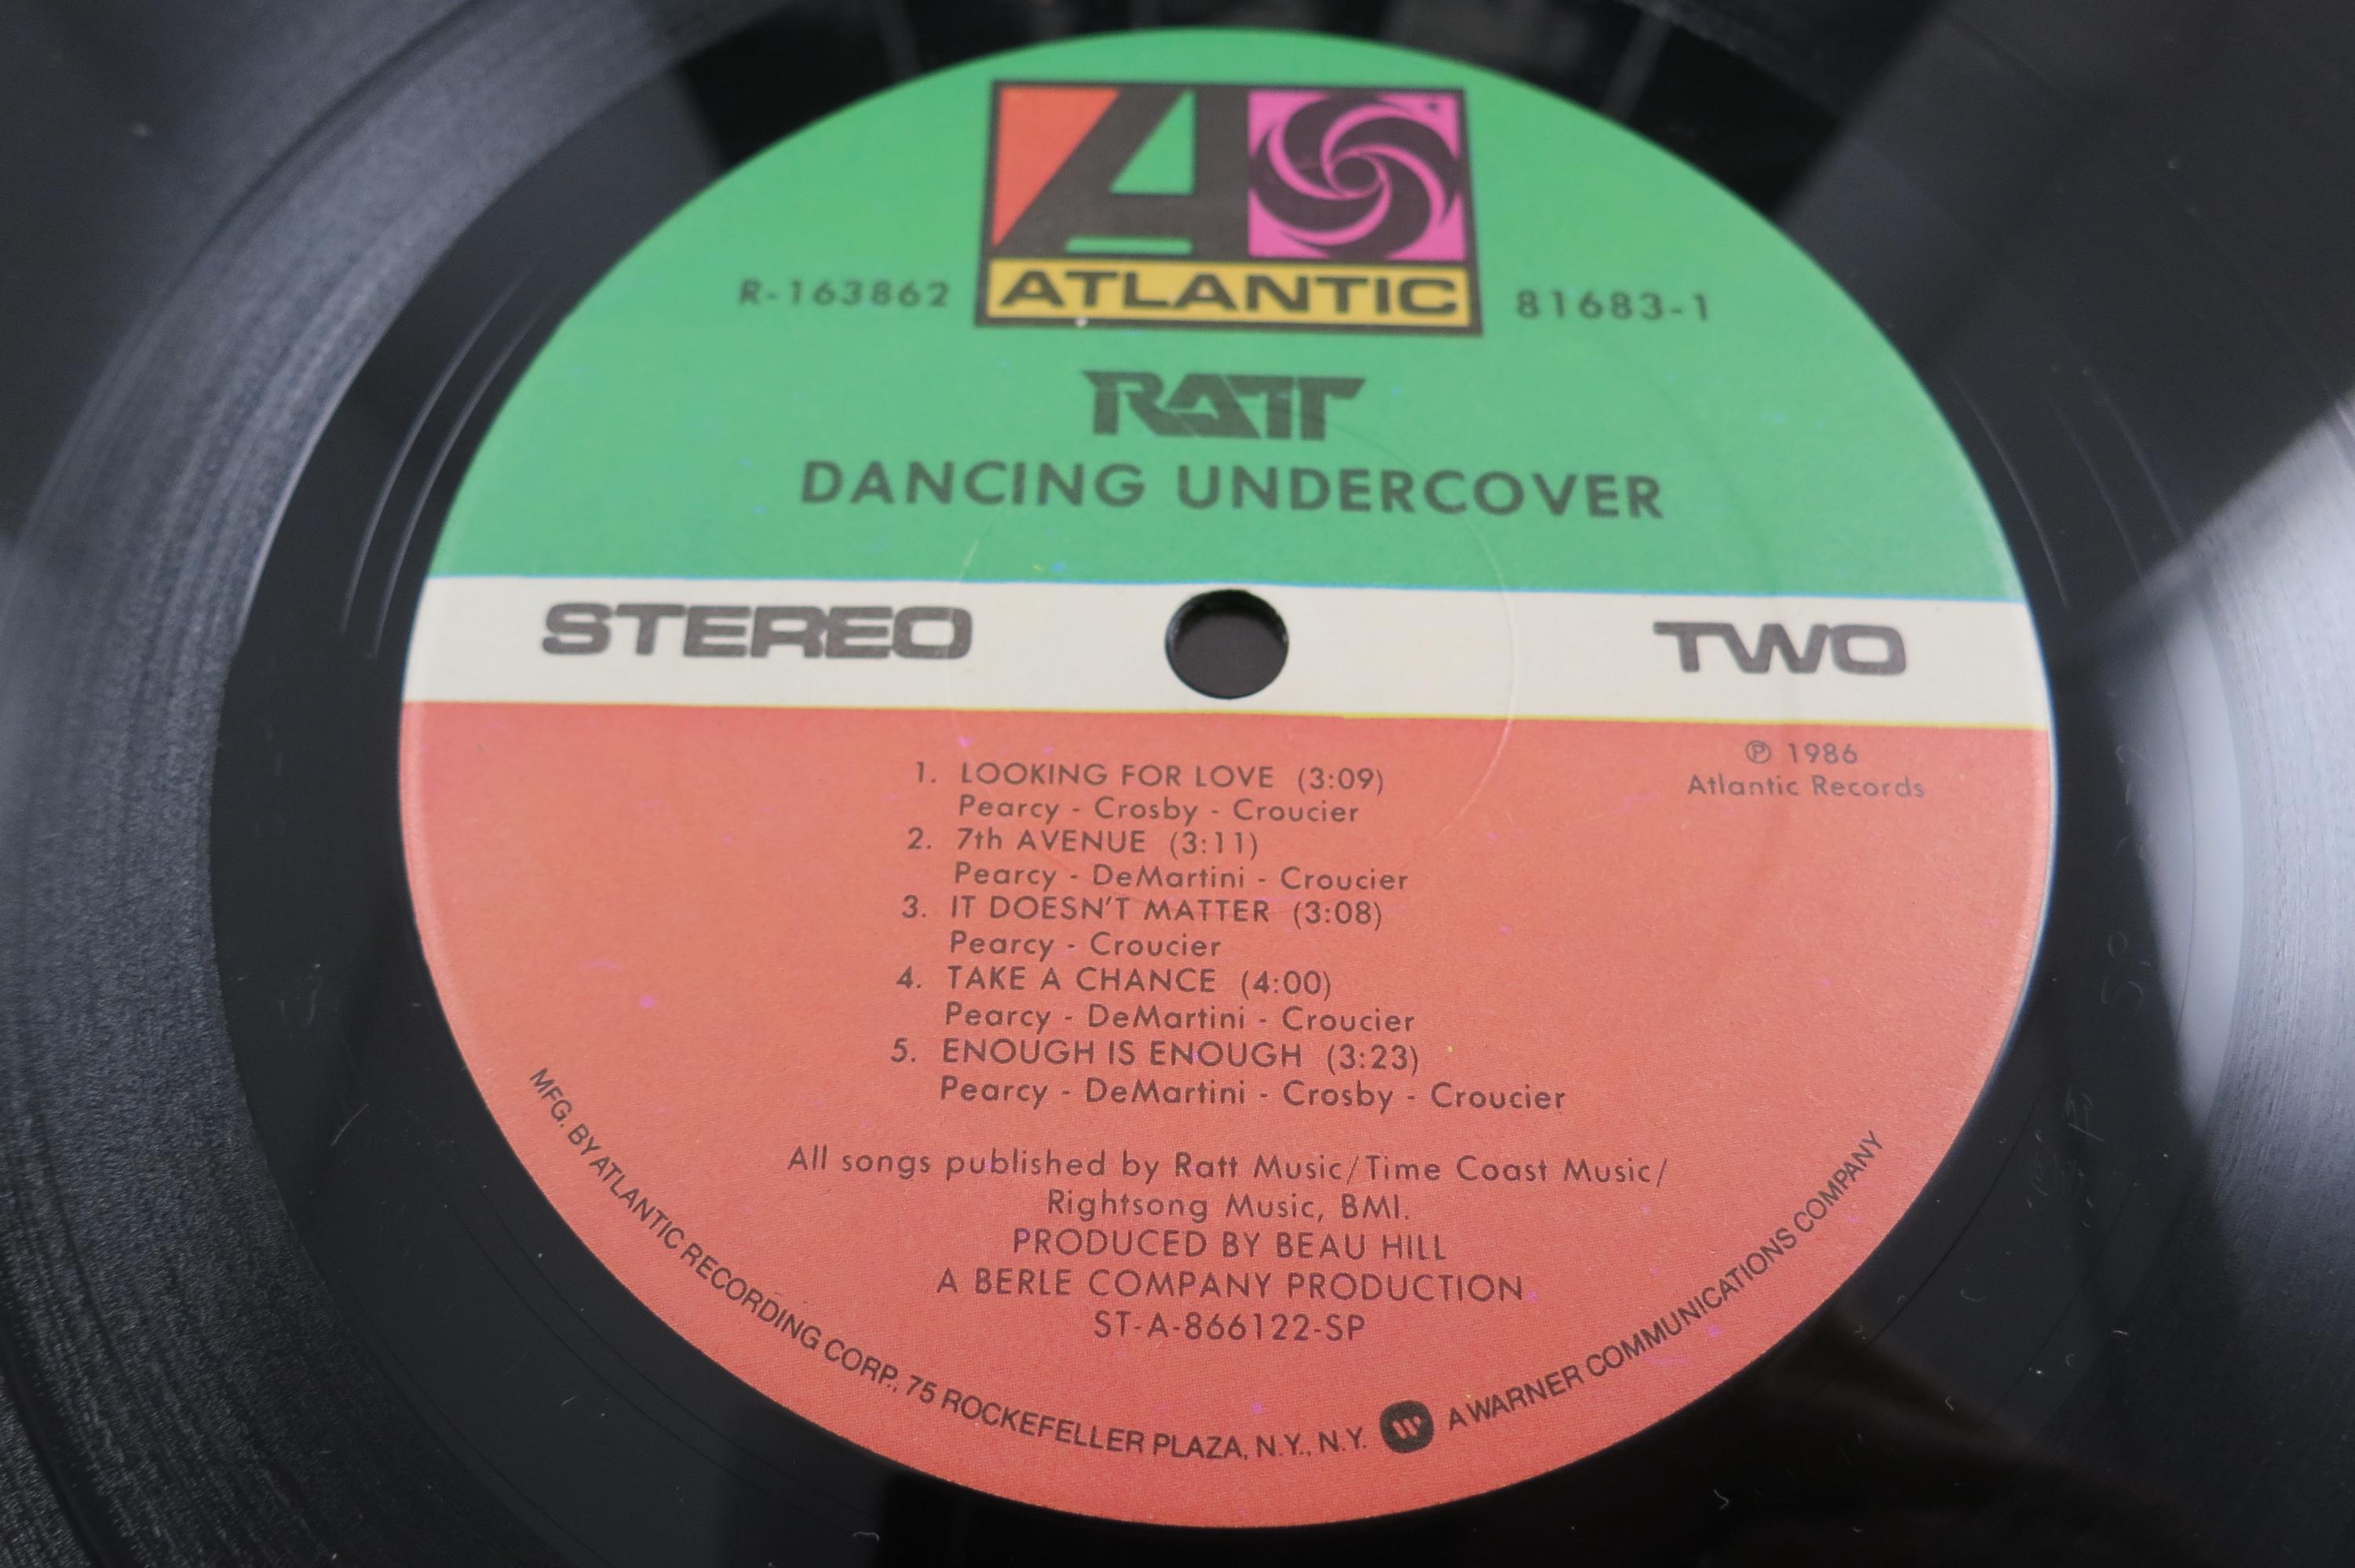 ATLANTIC
R-163862
81683-1
RATT
DANCING UNDERCOVER
STEREO
TWO
℗ 1986
Atlantic Records
1. LOOKING FOR LOVE (3:09)
Pearcy - Crosby - Croucier
2. 7th AVENUE (3:11)
Pearcy - DeMartini - Croucier
3. IT DOESN'T MATTER (3:08)
Pearcy - Croucier
4. TAKE A CHANCE (4:00)
Pearcy - DeMartini - Croucier
5. ENOUGH IS ENOUGH (3:23)
Pearcy - DeMartini - Crosby - Croucier
All songs published by Ratt Music/Time Coast Music/
Rightsong Music, BMI.
PRODUCED BY BEAU HILL
A BERLE COMPANY PRODUCTION
ST-A-866122-SP
MFG. BY ATLANTIC RECORDING CORP., 75 ROCKEFELLER PLAZA, N.Y., N.Y. A WARNER COMMUNICATIONS COMPANY